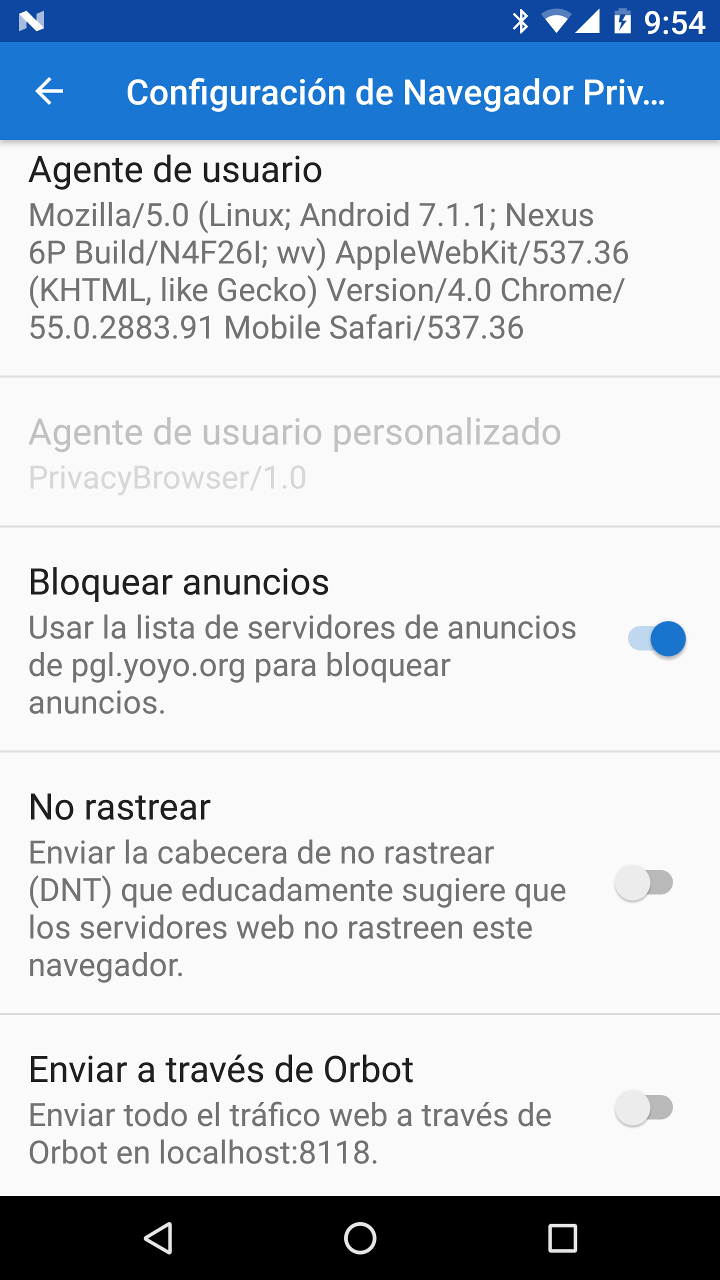 9:54
Configuración de Navegador Priv...
Agente de usuario
Mozilla/5.0 (Linux; Android 7.1.1; Nexus
6P Build/N4F26I; wv) AppleWebKit/537.36
(KHTML, like Gecko) Version/4.0 Chrome/
55.0.2883.91 Mobile Safari/537.36
Agente de usuario personalizado
PrivacyBrowser/1.0
Bloquear anuncios
Usar la lista de servidores de anuncios
de pgl.yoyo.org para bloquear
anuncios.
No rastrear
Enviar la cabecera de no rastrear
(DNT) que educadamente sugiere que
los servidores web no rastreen este
navegador.
Enviar a través de Orbot
Enviar todo el tráfico web a través de
Orbot en localhost:8118.